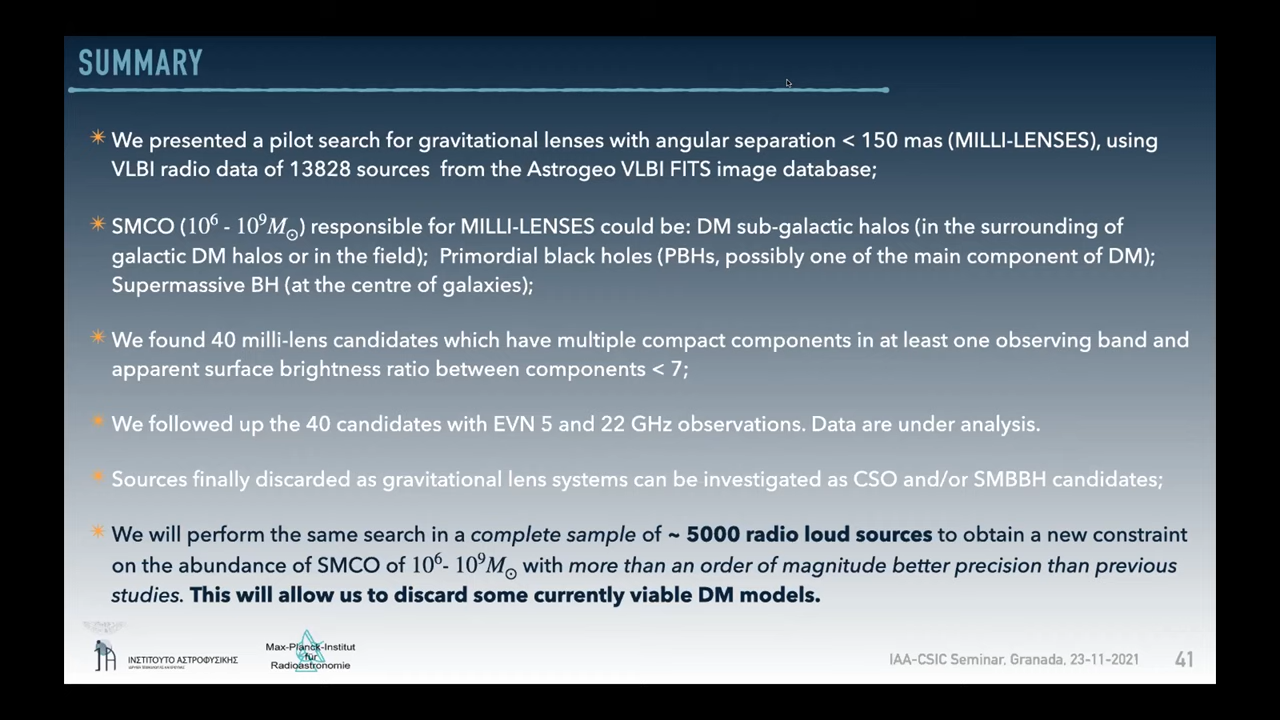 SUMMARY
We presented a pilot search for gravitational lenses with angular separation < 150 mas (MILLI-LENSES), using
VLBI radio data of 13828 sources from the Astrogeo VLBI FITS image database;
SMCO (10⁶ - 10⁹M☉) responsible for MILLI-LENSES could be: DM sub-galactic halos (in the surrounding of
galactic DM halos or in the field); Primordial black holes (PBHs, possibly one of the main component of DM);
Supermassive BH (at the centre of galaxies);
We found 40 milli-lens candidates which have multiple compact components in at least one observing band and
apparent surface brightness ratio between components < 7;
We followed up the 40 candidates with EVN 5 and 22 GHz observations. Data are under analysis.
Sources finally discarded as gravitational lens systems can be investigated as CSO and/or SMBBH candidates;
We will perform the same search in a complete sample of ~ 5000 radio loud sources to obtain a new constraint
on the abundance of SMCO of 10⁶- 10⁹M☉ with more than an order of magnitude better precision than previous
studies. This will allow us to discard some currently viable DM models.
ΙΝΣΤΙΤΟΥΤΟ ΑΣΤΡΟΦΥΣΙΚΗΣ
Max-Planck-Institut
für
Radioastronomie
IAA-CSIC Seminar, Granada, 23-11-2021
41